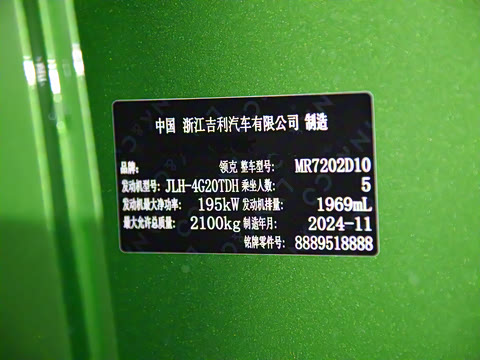 中国 浙江吉利汽车有限公司 制造
品牌: 领克 整车型号: MR7202D10
发动机型号: JLH-4G20TDH 乘坐人数: 5
发动机最大净功率: 195kW 发动机排量: 1969mL
最大允许总质量: 2100kg 制造年月: 2024-11
铭牌零件号: 8889518888